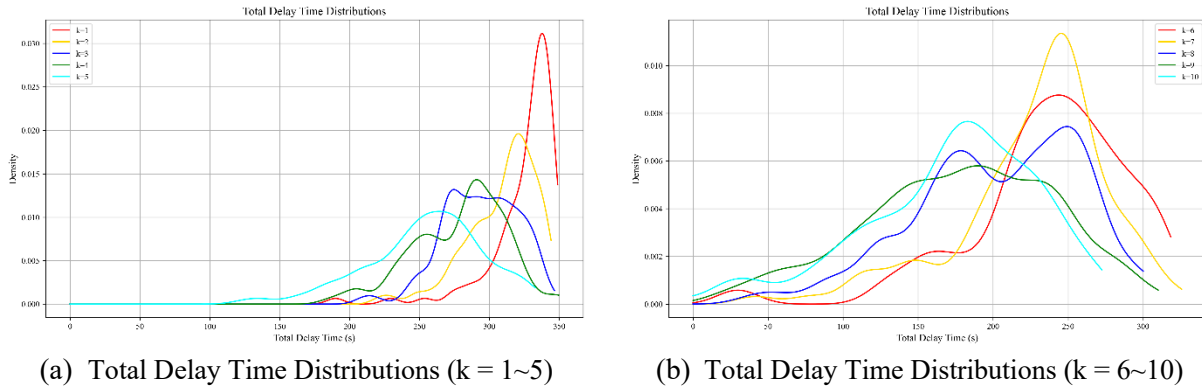 Total Delay Time Distributions
k=1
k=2
k=3
k=4
k=5
0.030
0.025
0.020
0.015
0.010
0.005
0.000
Density
0 50 100 150 200 250 300 350
Total Delay Time (s)
(a) Total Delay Time Distributions (k = 1~5)
Total Delay Time Distributions
k=6
k=7
k=8
k=9
k=10
0.010
0.008
0.006
0.004
0.002
0.000
Density
0 50 100 150 200 250 300
Total Delay Time (s)
(b) Total Delay Time Distributions (k = 6~10)